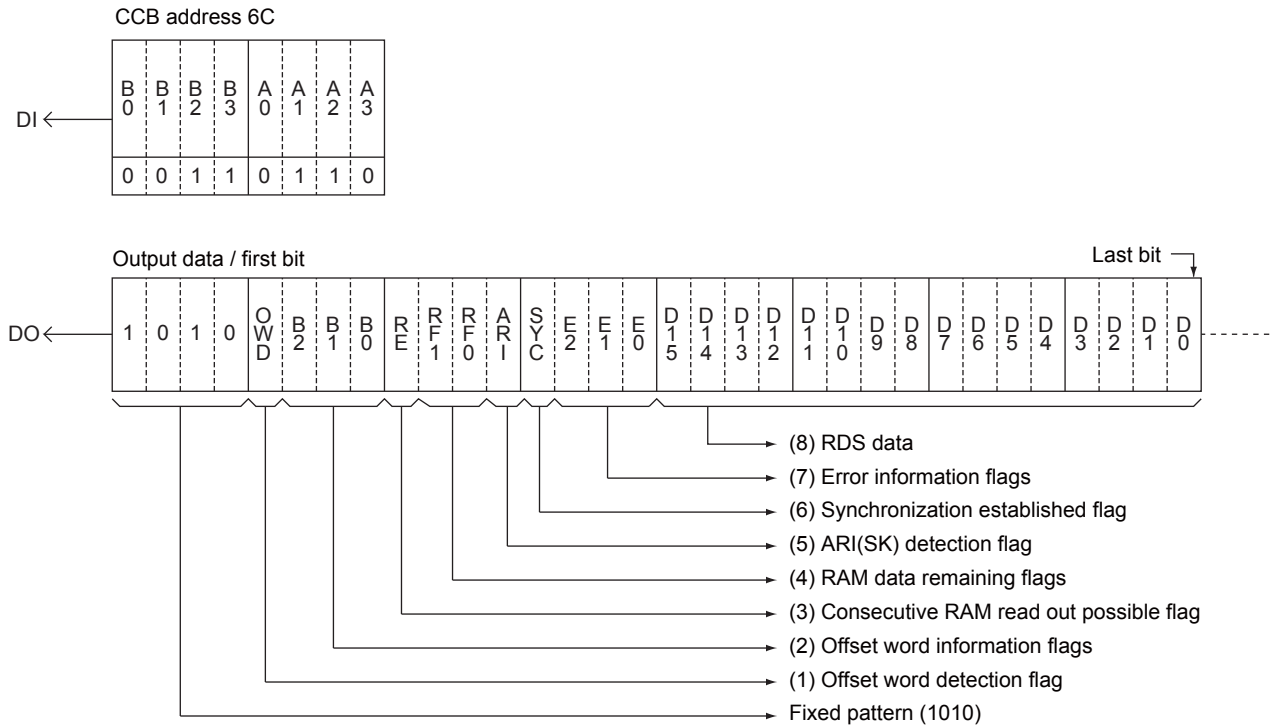 CCB address 6C
DI
B0 B1 B2 B3 A0 A1 A2 A3
0 0 1 1 0 1 1 0
Output data / first bit
Last bit
DO
1 0 1 0 OWD B2 B1 B0 RE RF1 RF0 ARI SYC E2 E1 E0 D15 D14 D13 D12 D11 D10 D9 D8 D7 D6 D5 D4 D3 D2 D1 D0
(8) RDS data
(7) Error information flags
(6) Synchronization established flag
(5) ARI(SK) detection flag
(4) RAM data remaining flags
(3) Consecutive RAM read out possible flag
(2) Offset word information flags
(1) Offset word detection flag
Fixed pattern (1010)